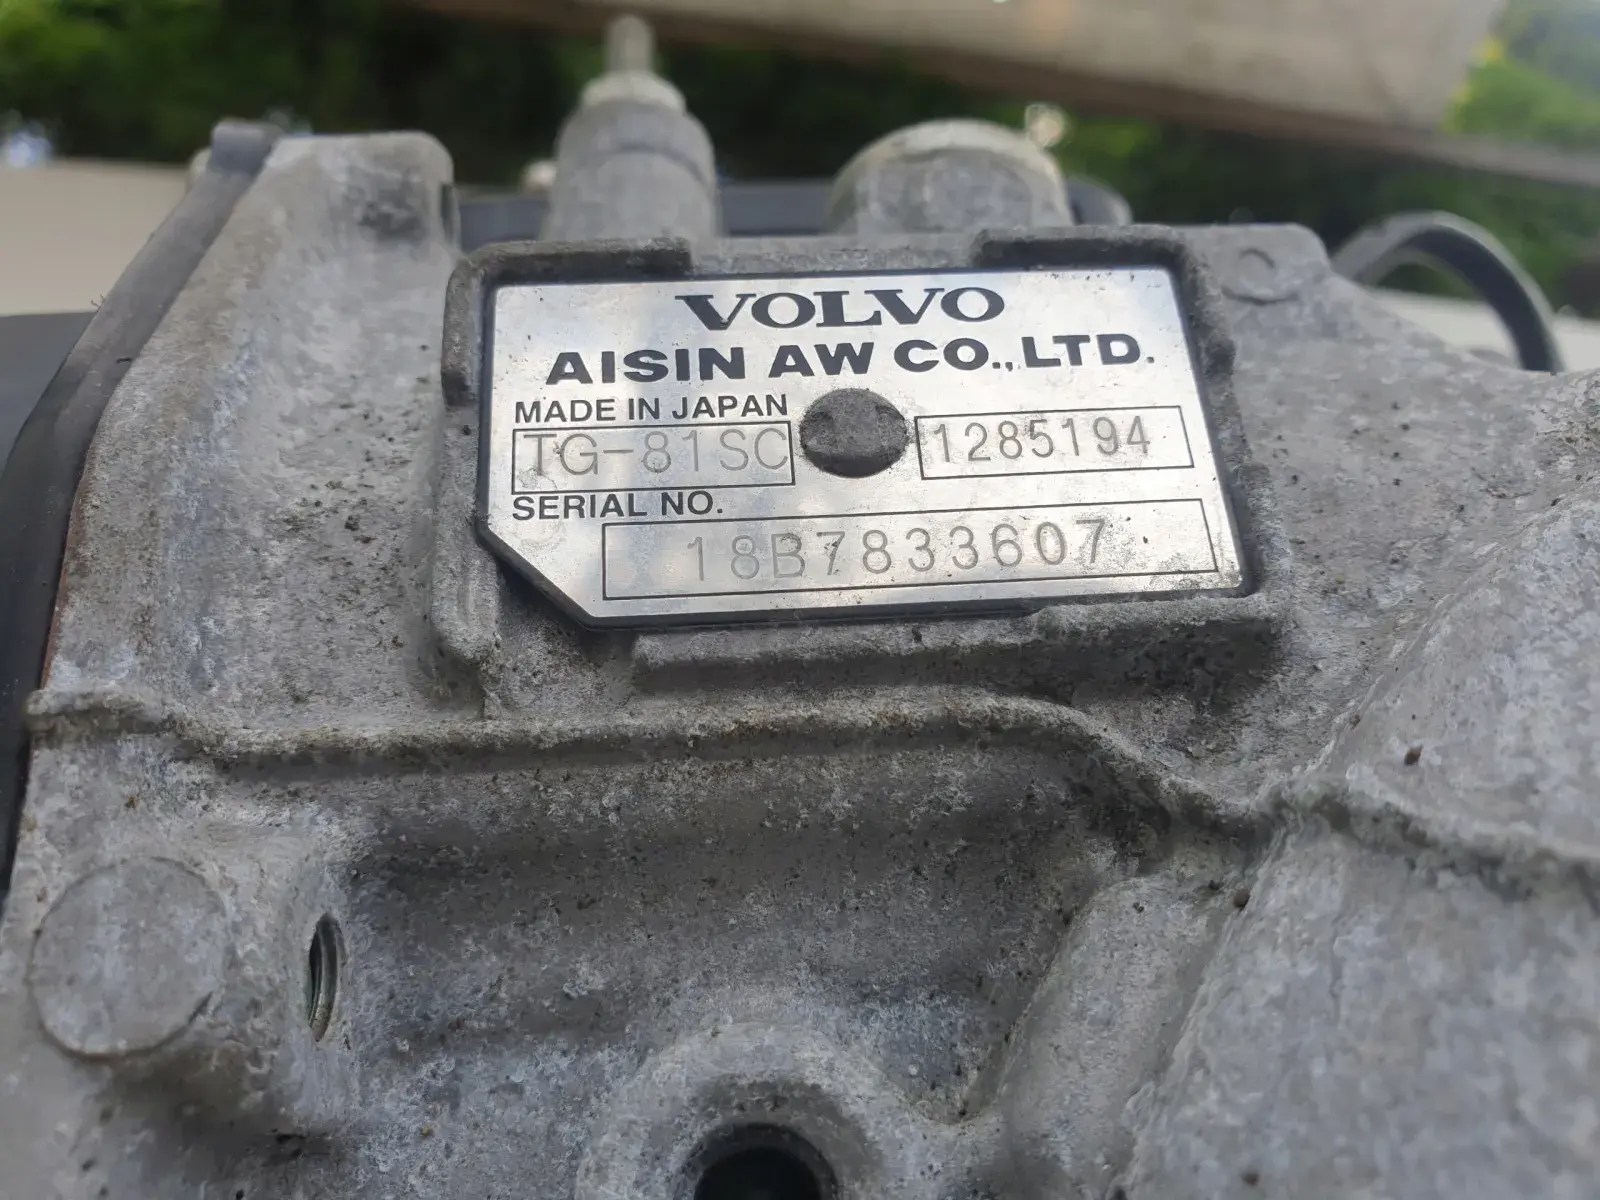 VOLVO
AISIN AW CO.,LTD.
MADE IN JAPAN
TG-81SC 1285194
SERIAL NO.
18B7833607